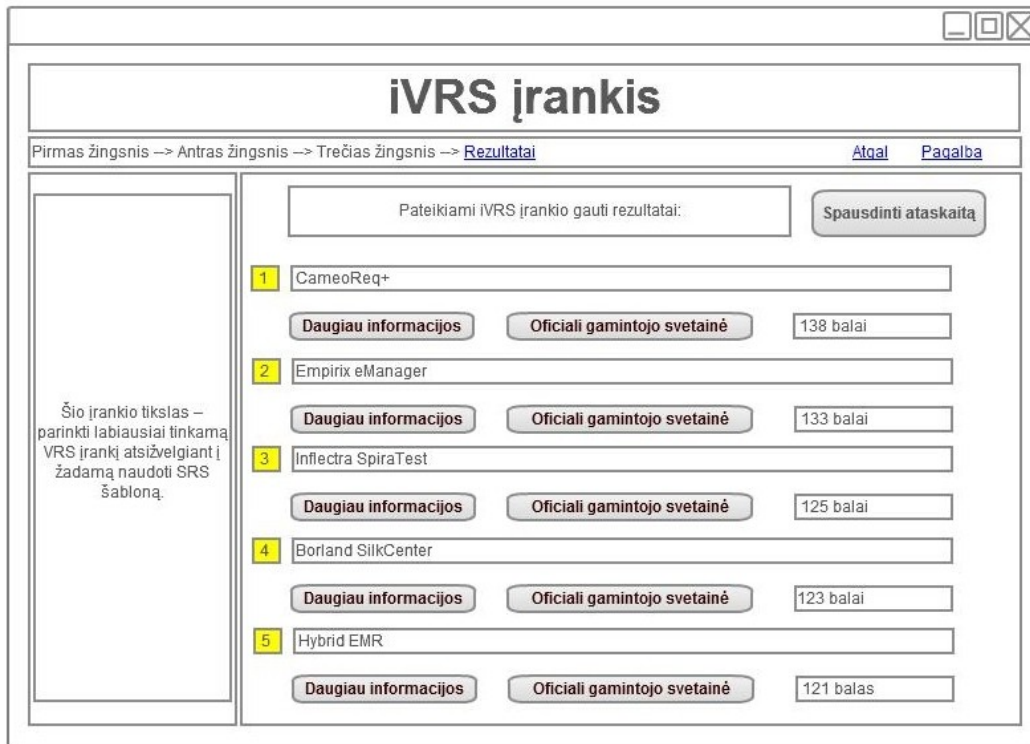 iVRS įrankis
Pirmas žingsnis --> Antras žingsnis --> Trečias žingsnis --> Rezultatai Atgal Pagalba
Šio įrankio tikslas –
parinkti labiausiai tinkamą
VRS įrankį atsižvelgiant į
žadamą naudoti SRS
šabloną.
Pateikiami iVRS įrankio gauti rezultatai: Spausdinti ataskaitą
1 CameoReq+
Daugiau informacijos Oficiali gamintojo svetainė 138 balai
2 Empirix eManager
Daugiau informacijos Oficiali gamintojo svetainė 133 balai
3 Inflectra SpiraTest
Daugiau informacijos Oficiali gamintojo svetainė 125 balai
4 Borland SilkCenter
Daugiau informacijos Oficiali gamintojo svetainė 123 balai
5 Hybrid EMR
Daugiau informacijos Oficiali gamintojo svetainė 121 balas